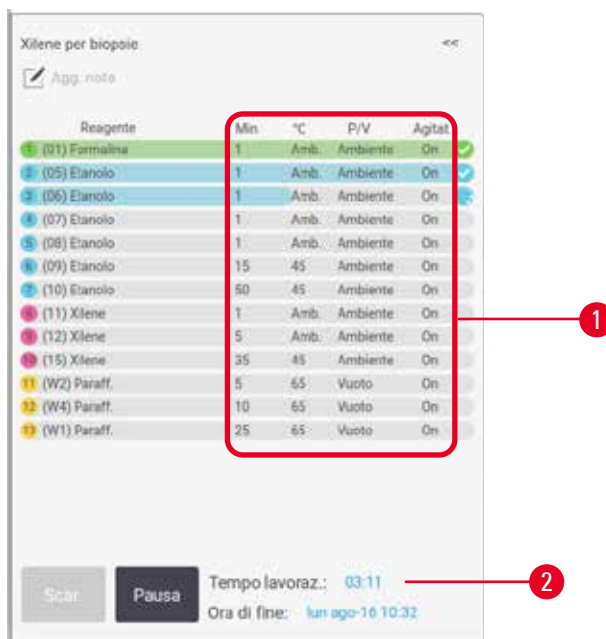 Xilene per biopsie <<
Agg. nota
Reagente Min °C P/V Agitat
1 (01) Formalina 1 Amb. Ambiente On
2 (05) Etanolo 1 Amb. Ambiente On
3 (06) Etanolo 1 Amb. Ambiente On
4 (07) Etanolo 1 Amb. Ambiente On
5 (08) Etanolo 1 Amb. Ambiente On
6 (09) Etanolo 15 45 Ambiente On
7 (10) Etanolo 50 45 Ambiente On
8 (11) Xilene 1 Amb. Ambiente On
9 (12) Xilene 5 Amb. Ambiente On
10 (15) Xilene 35 45 Ambiente On
11 (W2) Paraff. 5 65 Vuoto On
12 (W4) Paraff. 10 65 Vuoto On
13 (W1) Paraff. 25 65 Vuoto On
1
Scar. Pausa Tempo lavoraz.: 03:11 2
Ora di fine: lun ago-16 10:32